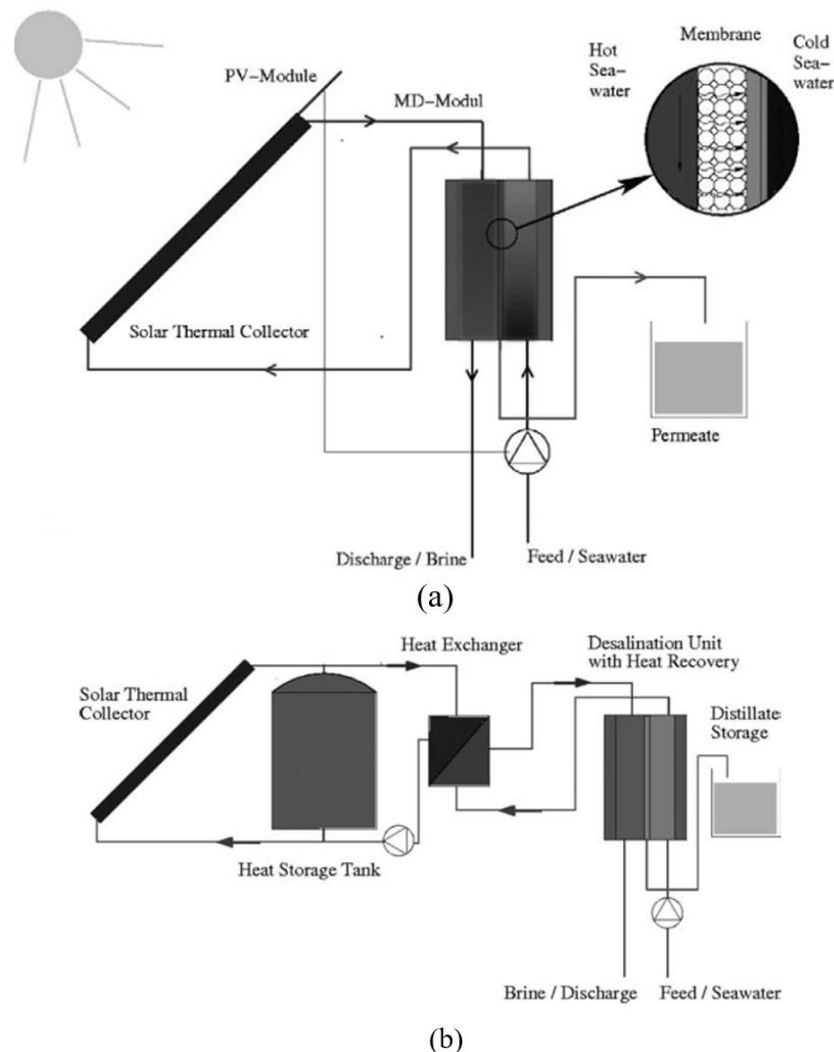 PV–Module
MD–Modul
Hot
Sea–
water
Membrane
Cold
Sea–
water
Solar Thermal Collector
Permeate
Discharge / Brine
Feed / Seawater
(a)
Heat Exchanger
Desalination Unit
with Heat Recovery
Solar Thermal
Collector
Distillate
Storage
Heat Storage Tank
Brine / Discharge
Feed / Seawater
(b)